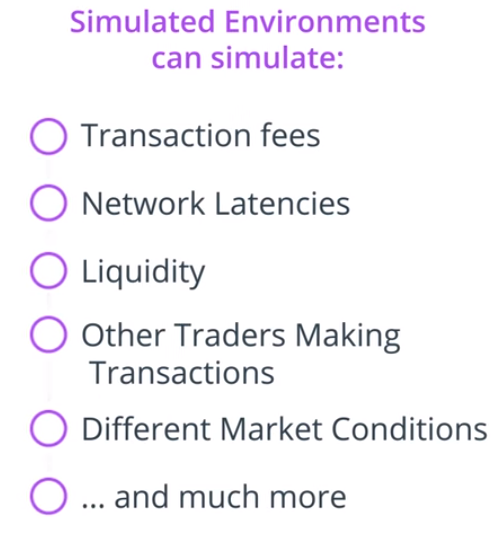 Simulated Environments
can simulate:
Transaction fees
Network Latencies
Liquidity
Other Traders Making
Transactions
Different Market Conditions
... and much more